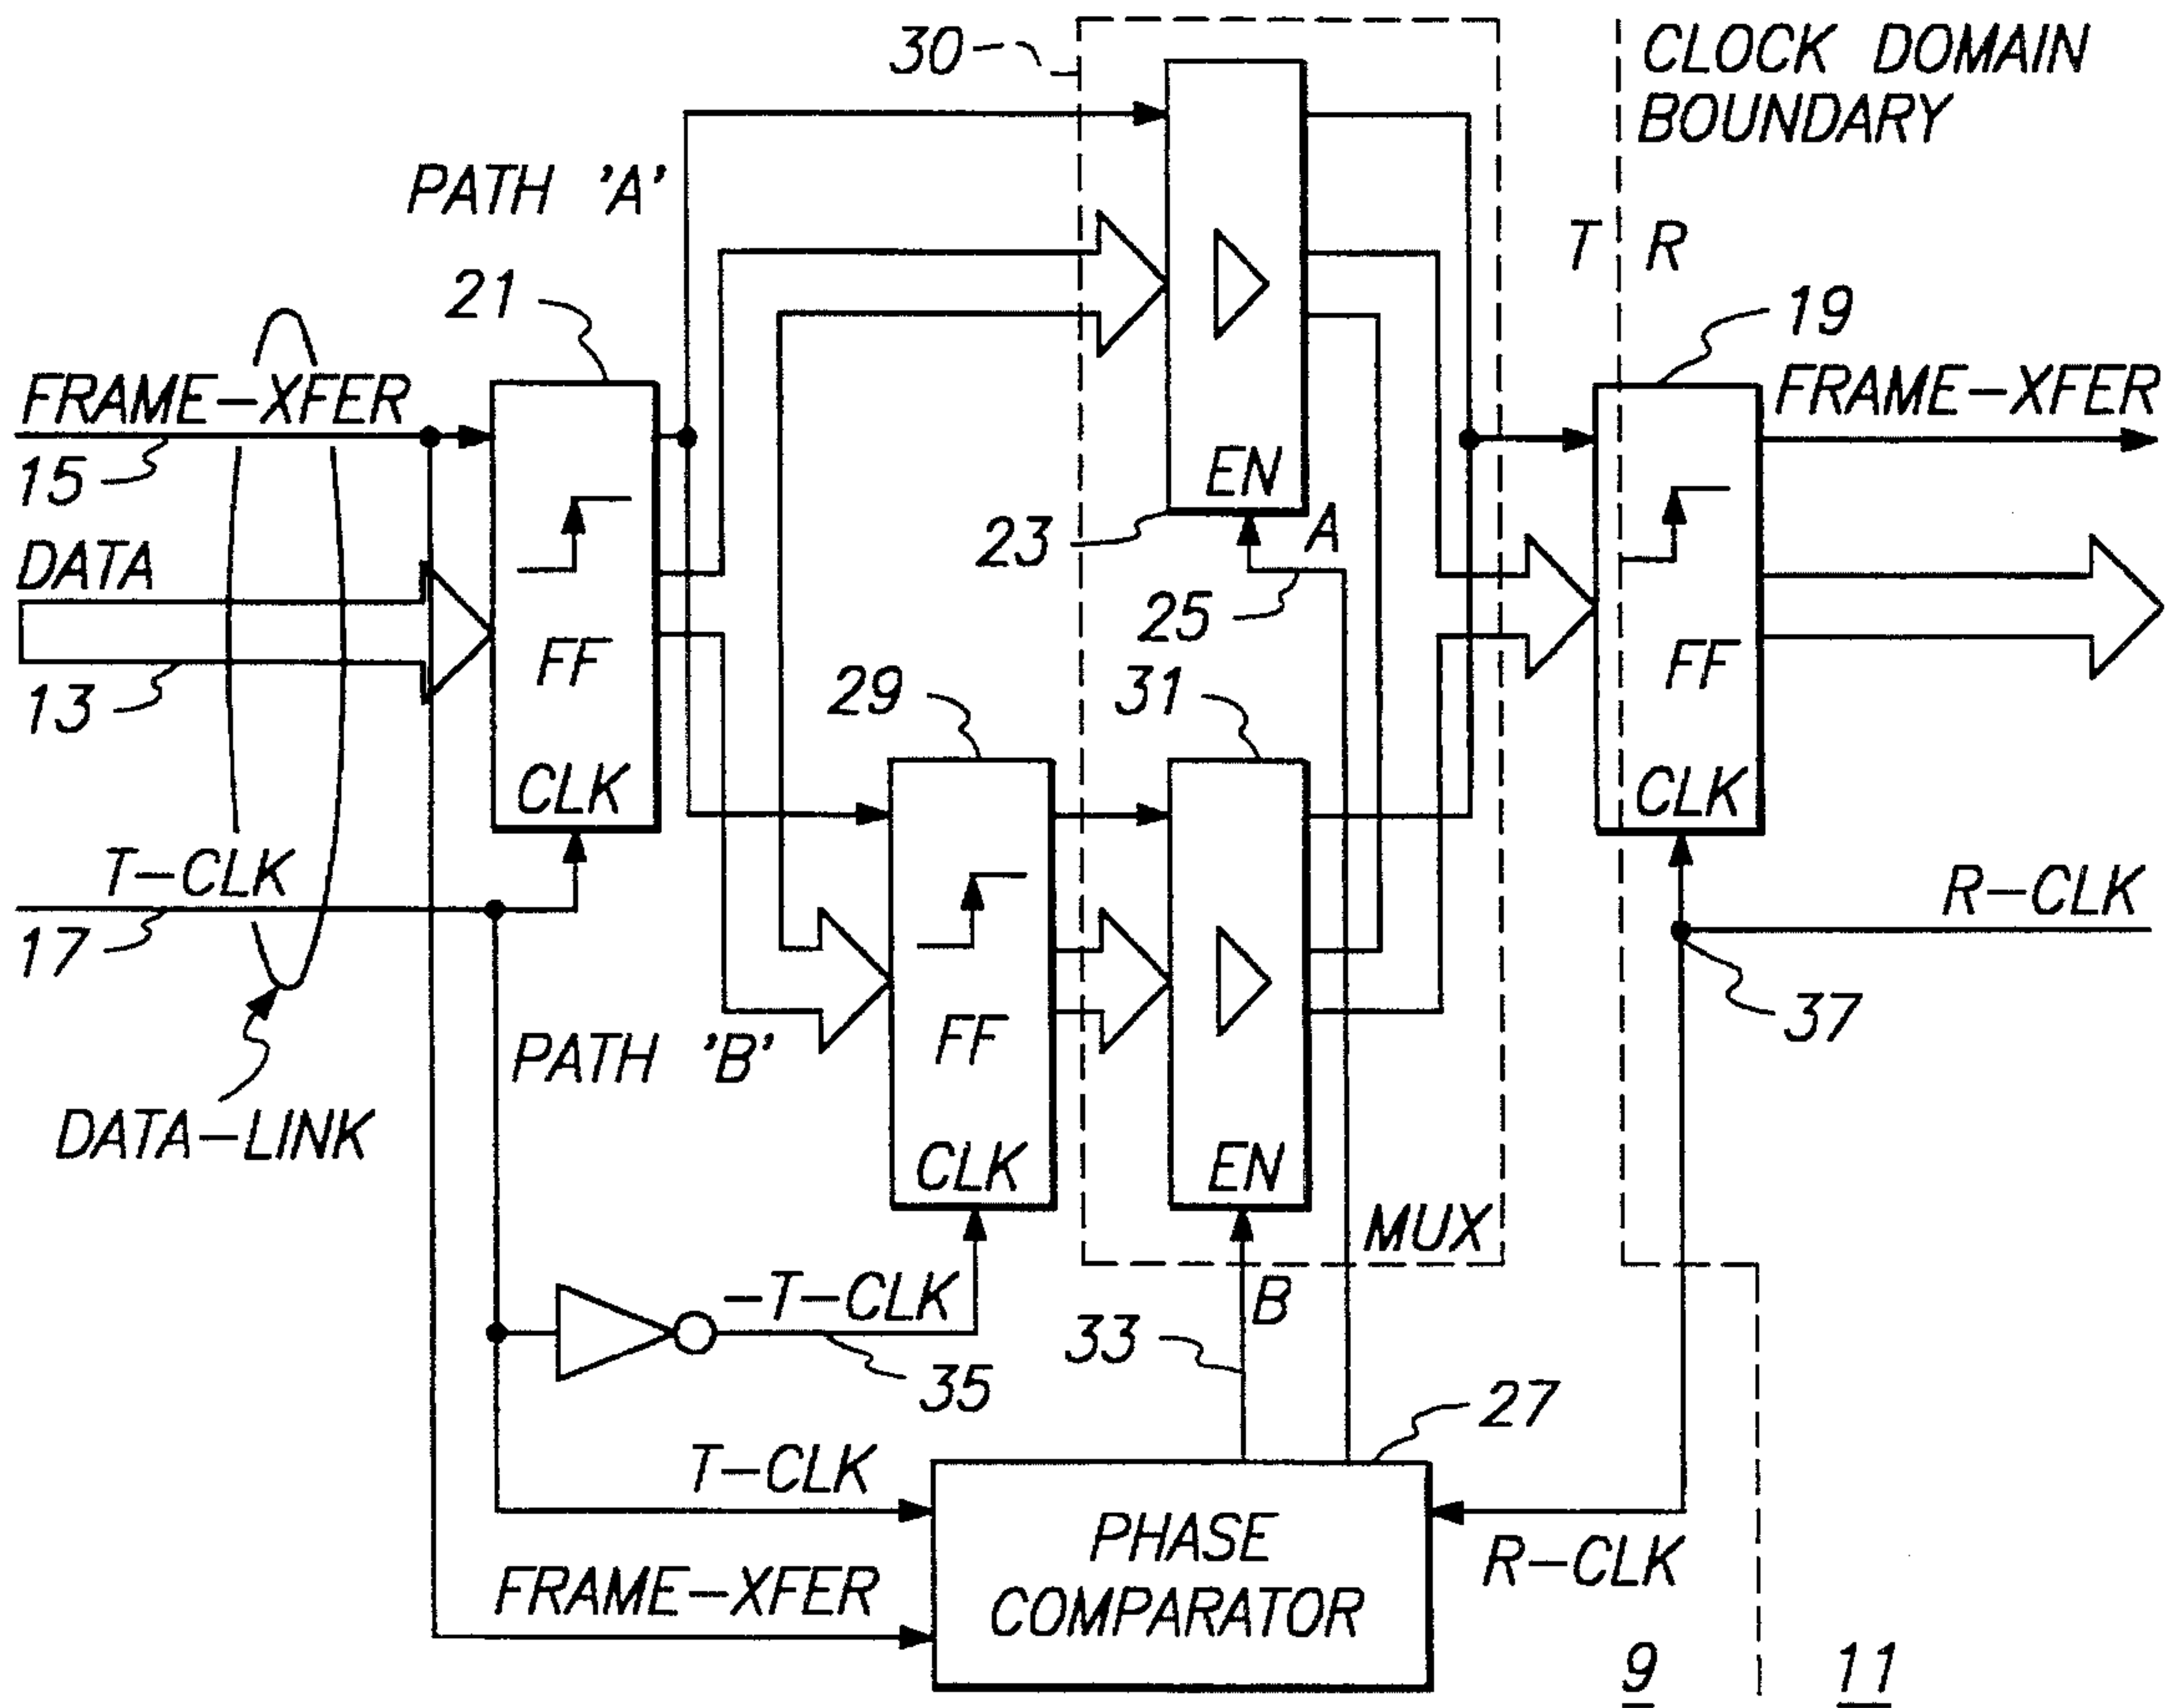 30
CLOCK DOMAIN
BOUNDARY
PATH 'A'
T
R
21
19
FRAME-XFER
FRAME-XFER
15
EN
23
A
25
DATA
13
FF
FF
29
31
CLK
CLK
T-CLK
17
R-CLK
37
PATH 'B'
FF
DATA-LINK
CLK
EN
MUX
-T-CLK
35
B
33
27
T-CLK
PHASE
COMPARATOR
R-CLK
FRAME-XFER
9
11